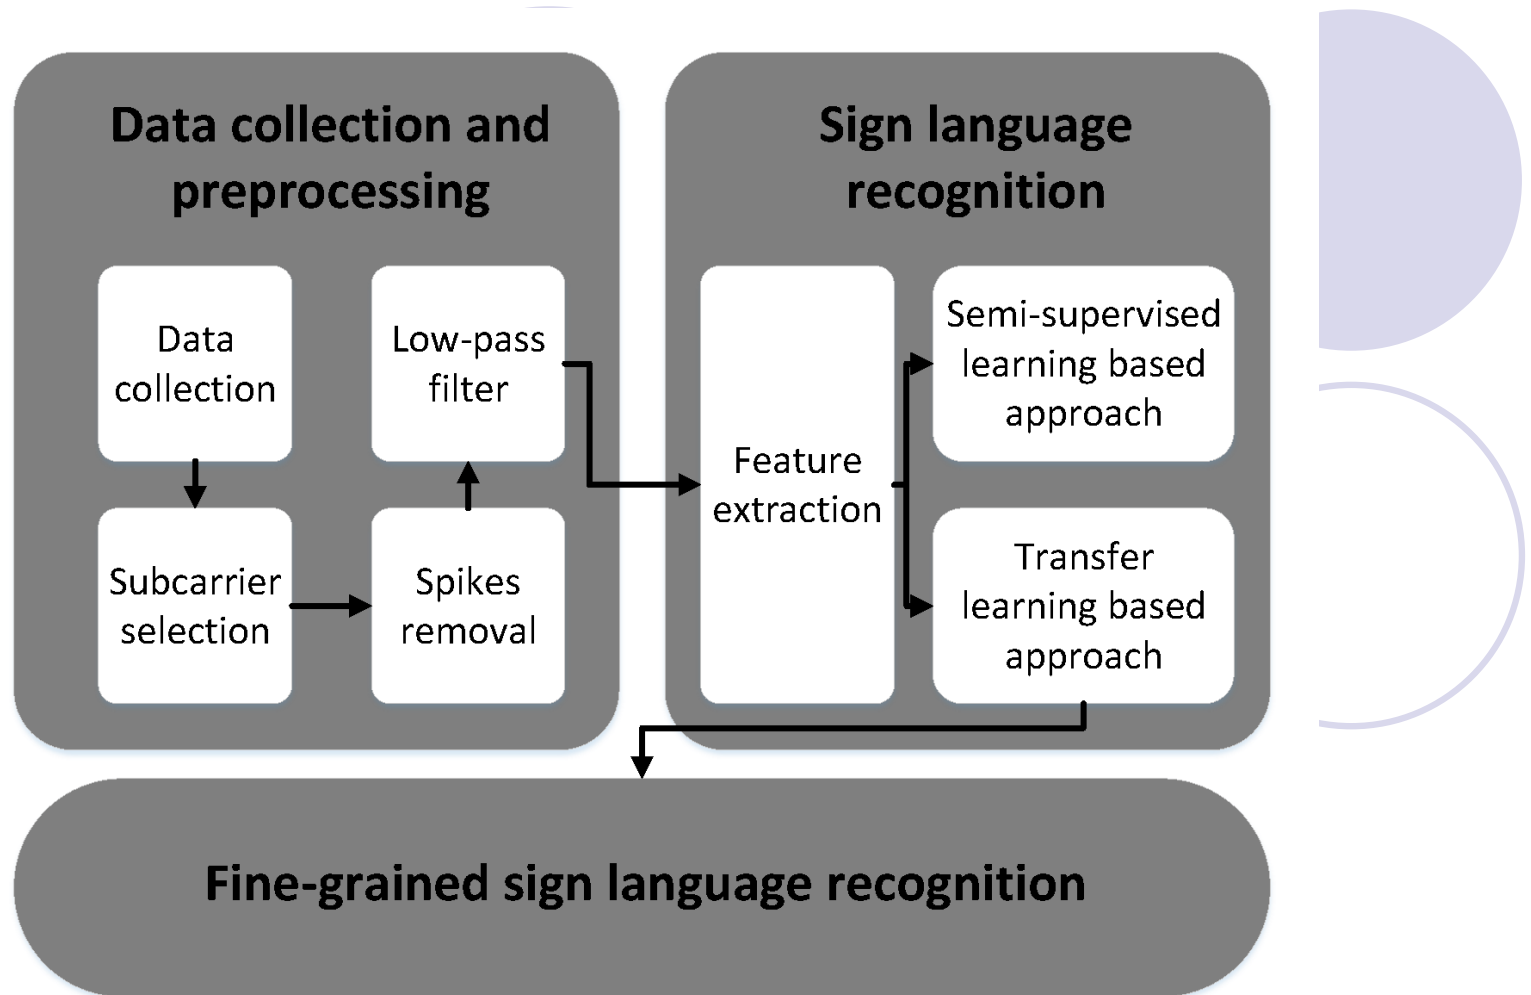 Data collection and
preprocessing
Data
collection
Subcarrier
selection
Spikes
removal
Low-pass
filter
Sign language
recognition
Feature
extraction
Semi-supervised
learning based
approach
Transfer
learning based
approach
Fine-grained sign language recognition